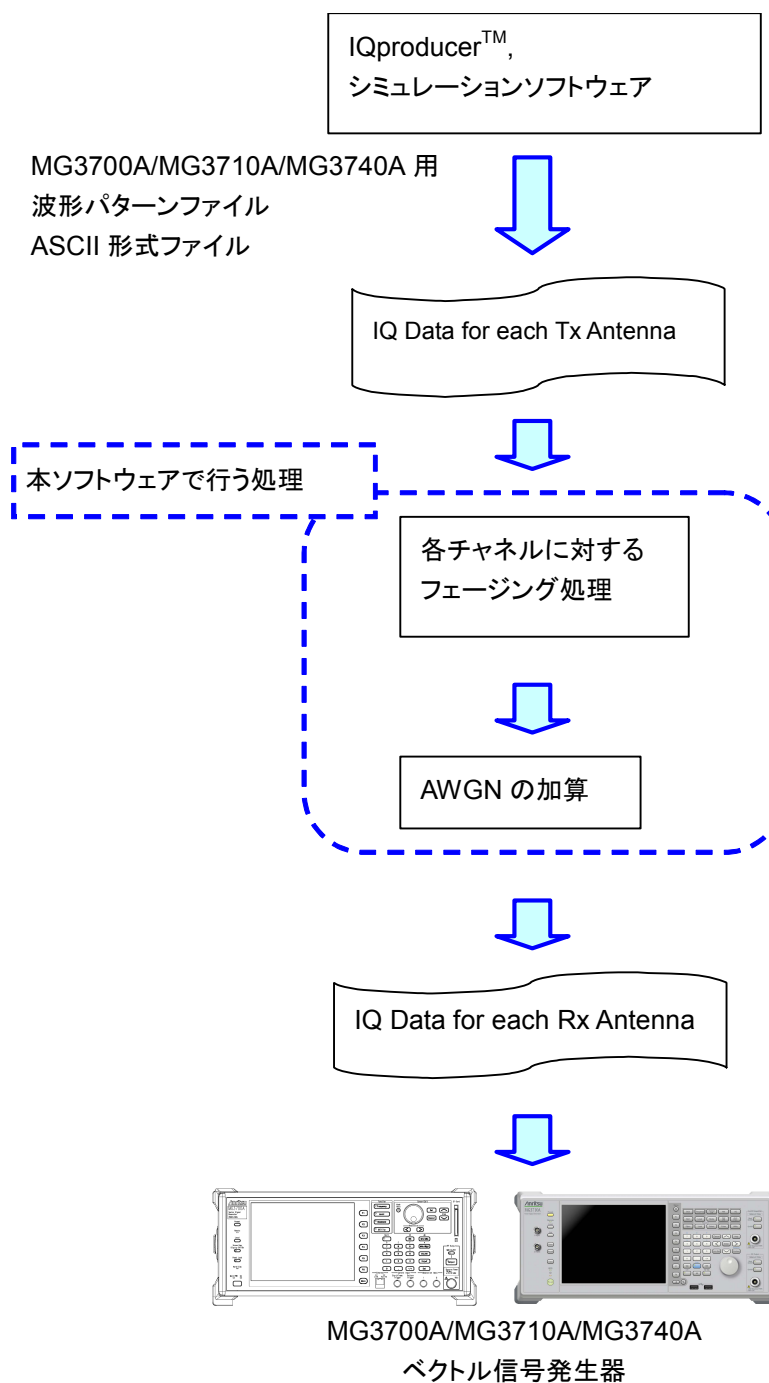 IQproducer™,
シミュレーションソフトウェア
MG3700A/MG3710A/MG3740A 用
波形パターンファイル
ASCII 形式ファイル
IQ Data for each Tx Antenna
本ソフトウェアで行う処理
各チャネルに対する
フェージング処理
AWGN の加算
IQ Data for each Rx Antenna
MG3700A/MG3710A/MG3740A
ベクトル信号発生器